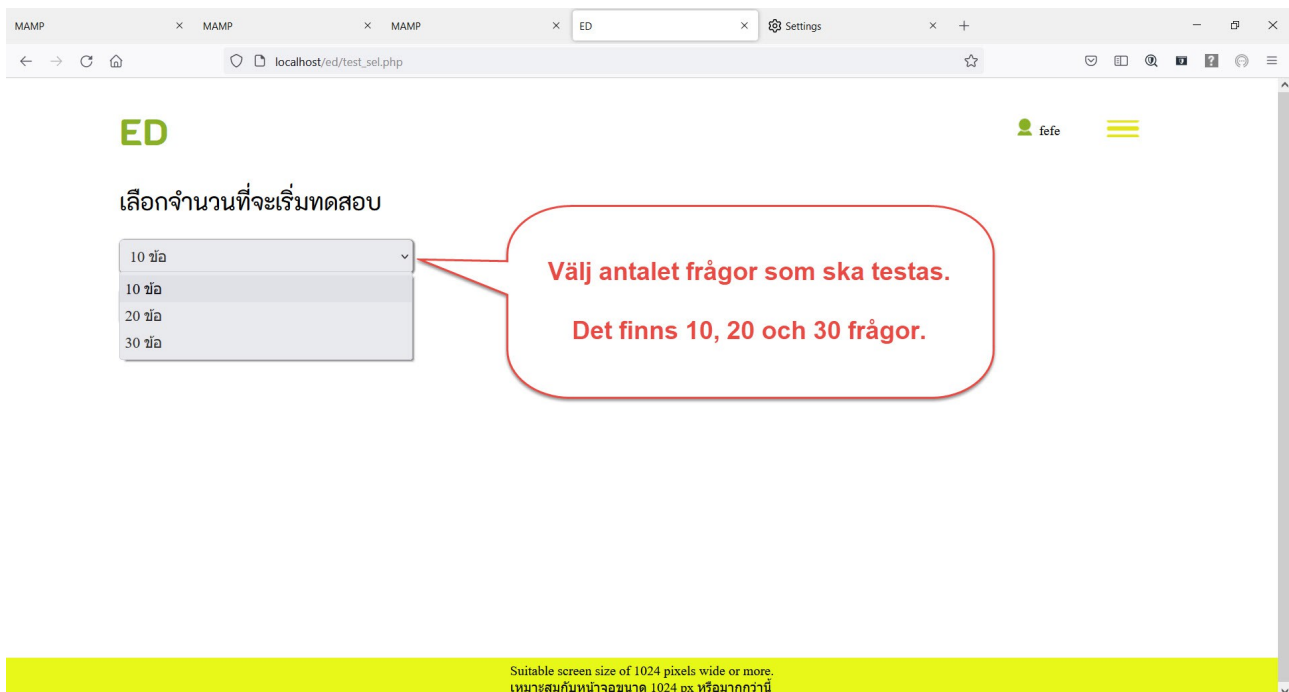 MAMP
MAMP
MAMP
ED
Settings
localhost/ed/test_sel.php
ED
fefe
เลือกจำนวนที่จะเริ่มทดสอบ
10 ข้อ
10 ข้อ
20 ข้อ
30 ข้อ
Välj antalet frågor som ska testas.
Det finns 10, 20 och 30 frågor.
Suitable screen size of 1024 pixels wide or more.
เหมาะสมกับหน้าจอขนาด 1024 px หรือมากกว่านี้